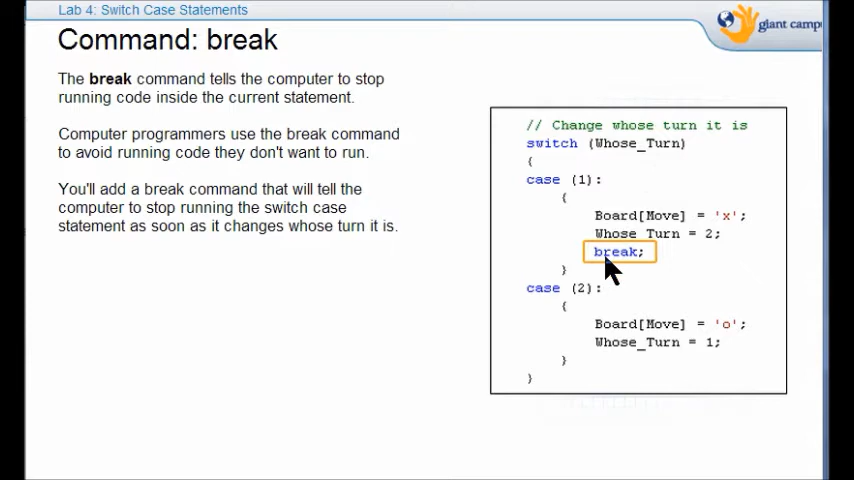 Lab 4: Switch Case Statements
Command: break
giant camp
The break command tells the computer to stop
running code inside the current statement.
Computer programmers use the break command
to avoid running code they don't want to run.
You'll add a break command that will tell the
computer to stop running the switch case
statement as soon as it changes whose turn it is.
// Change whose turn it is
switch (Whose_Turn)
{
case (1):
{
Board[Move] = 'x';
Whose_Turn = 2;
break;
}
case (2):
{
Board[Move] = 'o';
Whose_Turn = 1;
}
}